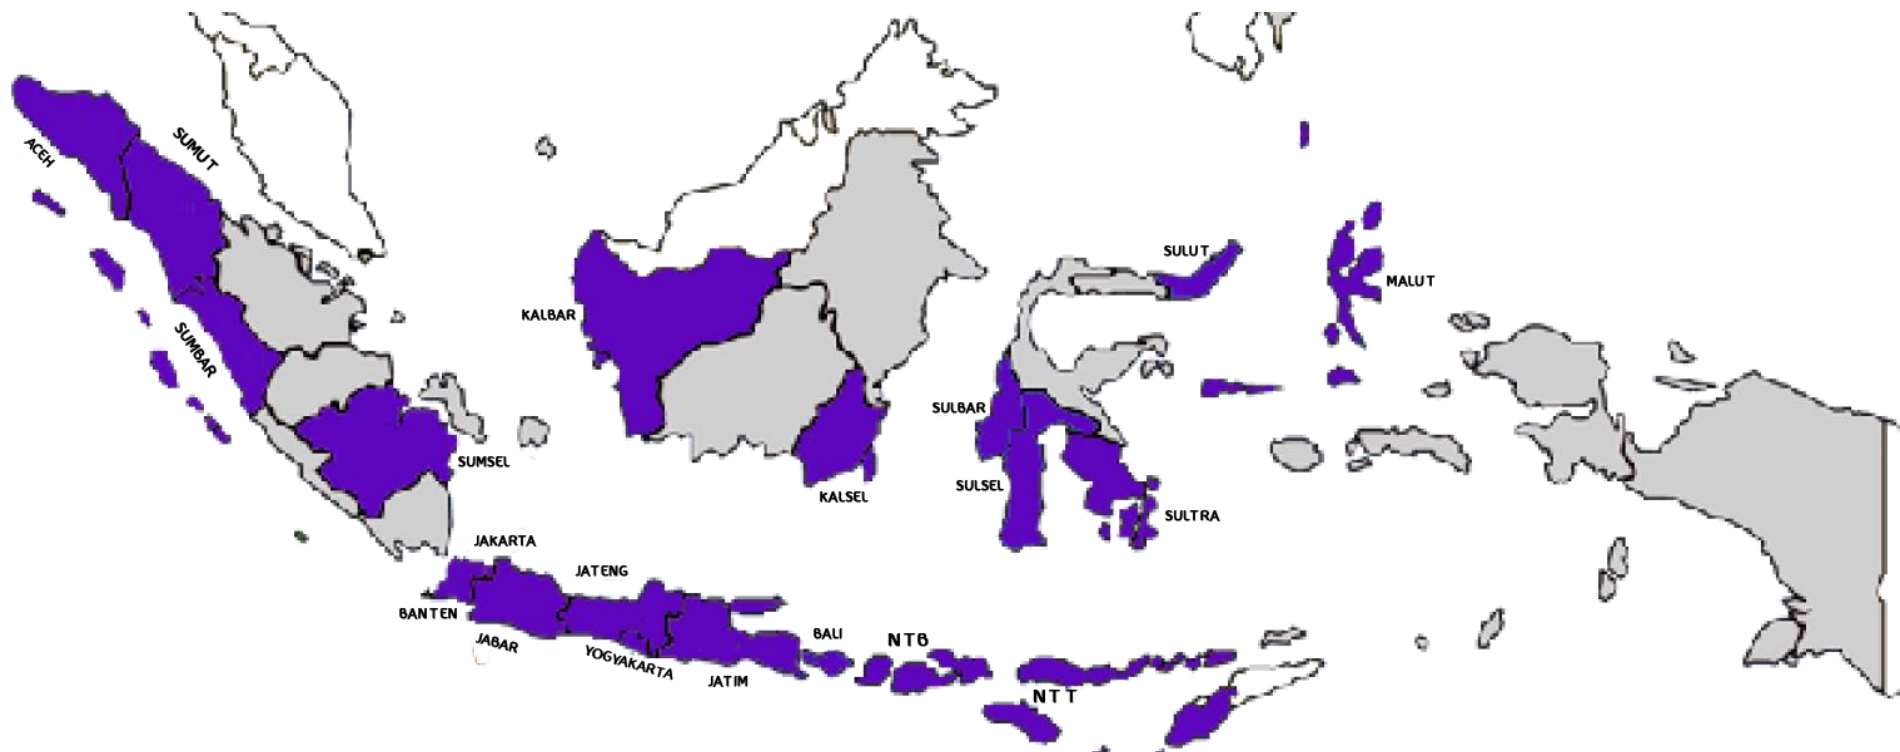 ACEH
SUMUT
SUMBAR
SUMSEL
KALBAR
KALSEL
SULUT
MALUT
SULBAR
SULSEL
SULTRA
JAKARTA
JATENG
BANTEN
JABAR
YOGYAKARTA
JATIM
BALI
NTB
NTT